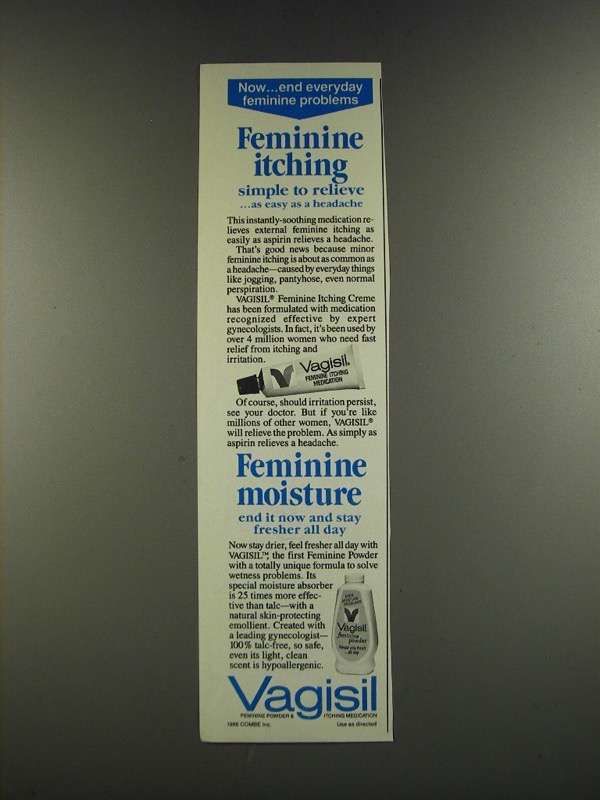 Now...end everyday
feminine problems
Feminine
itching
simple to relieve
...as easy as a headache
This instantly-soothing medication re-
lieves external feminine itching as
easily as aspirin relieves a headache.
That's good news because minor
feminine itching is about as common as
a headache—caused by everyday things
like jogging, pantyhose, even normal
perspiration.
VAGISIL® Feminine Itching Creme
has been formulated with medication
recognized effective by expert
gynecologists. In fact, it's been used by
over 4 million women who need fast
relief from itching and
irritation.
Vagisil®
FEMININE ITCHING
MEDICATION
Of course, should irritation persist,
see your doctor. But if you're like
millions of other women, VAGISIL®
will relieve the problem. As simply as
aspirin relieves a headache.
Feminine
moisture
end it now and stay
fresher all day
Now stay drier, feel fresher all day with
VAGISIL™, the first Feminine Powder
with a totally unique formula to solve
wetness problems. Its
special moisture absorber
is 25 times more effec-
tive than talc—with a
natural skin-protecting
emollient. Created with
a leading gynecologist—
100% talc-free, so safe,
even its light, clean
scent is hypoallergenic.
Vagisil
feminine
powder
Vagisil
FEMININE POWDER & ITCHING MEDICATION
1986 COMBE Inc. Use as directed